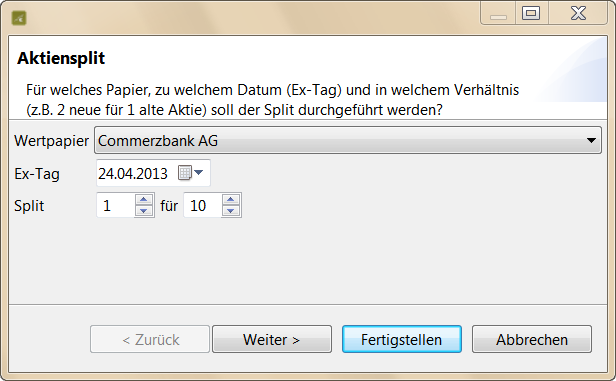 Aktiensplit
Für welches Papier, zu welchem Datum (Ex-Tag) und in welchem Verhältnis
(z.B. 2 neue für 1 alte Aktie) soll der Split durchgeführt werden?
Wertpapier Commerzbank AG
Ex-Tag 24.04.2013
Split 1 für 10
< Zurück Weiter > Fertigstellen Abbrechen